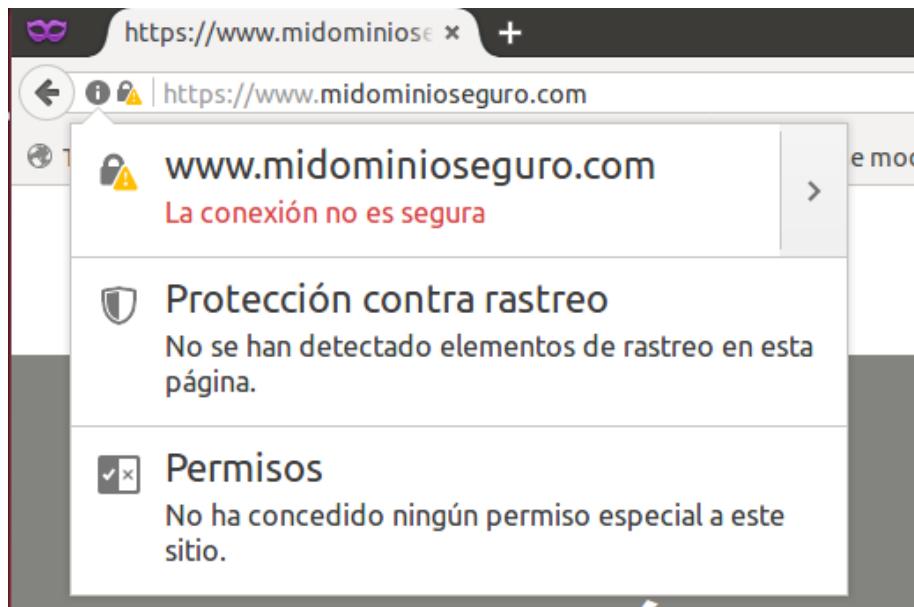 https://www.midominiose
https://www.midominioseguro.com
T
e moc
www.midominioseguro.com
La conexión no es segura
Protección contra rastreo
No se han detectado elementos de rastreo en esta
página.
Permisos
No ha concedido ningún permiso especial a este
sitio.